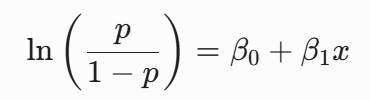 ln(p/(1 − p)) = β₀ + β₁x